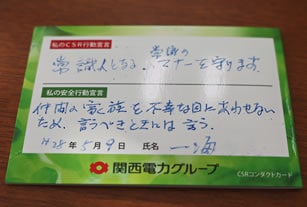 私のCSR行動宣言
常識の
常識人となる。マナーを守ります
私の安全行動宣言
仲間の家族を不幸な目にあわせない
ため、言うべきときには言う。
H28年5月9日 氏名 一海
関西電力グループ
CSRコンダクトカード